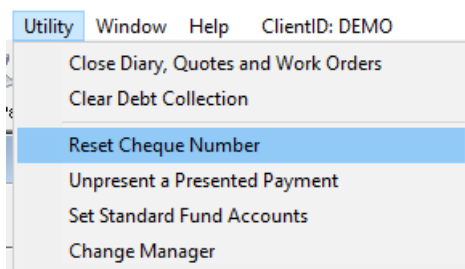 Utility Window Help ClientID: DEMO
Close Diary, Quotes and Work Orders
Clear Debt Collection
Reset Cheque Number
Unpresent a Presented Payment
Set Standard Fund Accounts
Change Manager